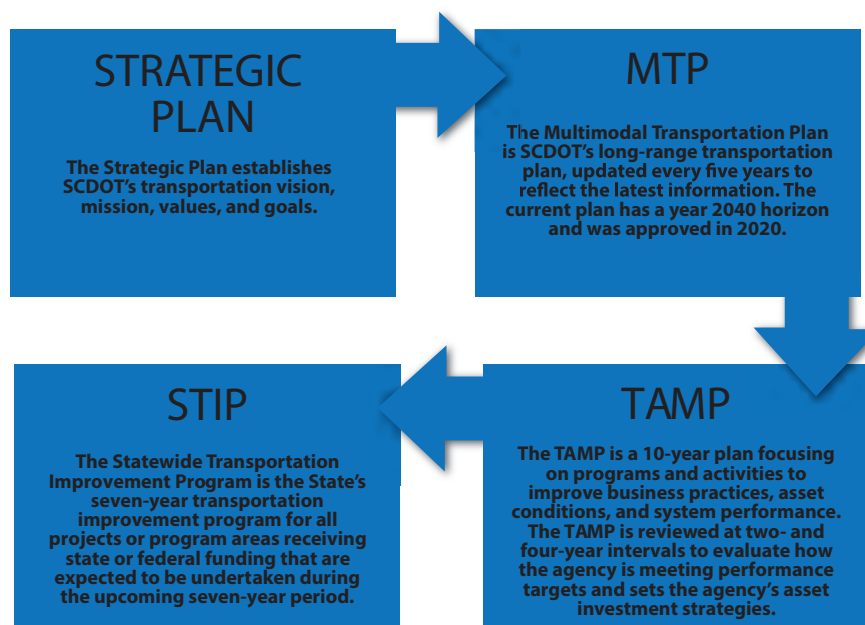 STRATEGIC
PLAN
The Strategic Plan establishes
SCDOT's transportation vision,
mission, values, and goals.
MTP
The Multimodal Transportation Plan
is SCDOT's long-range transportation
plan, updated every five years to
reflect the latest information. The
current plan has a year 2040 horizon
and was approved in 2020.
TAMP
The TAMP is a 10-year plan focusing
on programs and activities to
improve business practices, asset
conditions, and system performance.
The TAMP is reviewed at two- and
four-year intervals to evaluate how
the agency is meeting performance
targets and sets the agency's asset
investment strategies.
STIP
The Statewide Transportation
Improvement Program is the State's
seven-year transportation
improvement program for all
projects or program areas receiving
state or federal funding that are
expected to be undertaken during
the upcoming seven-year period.